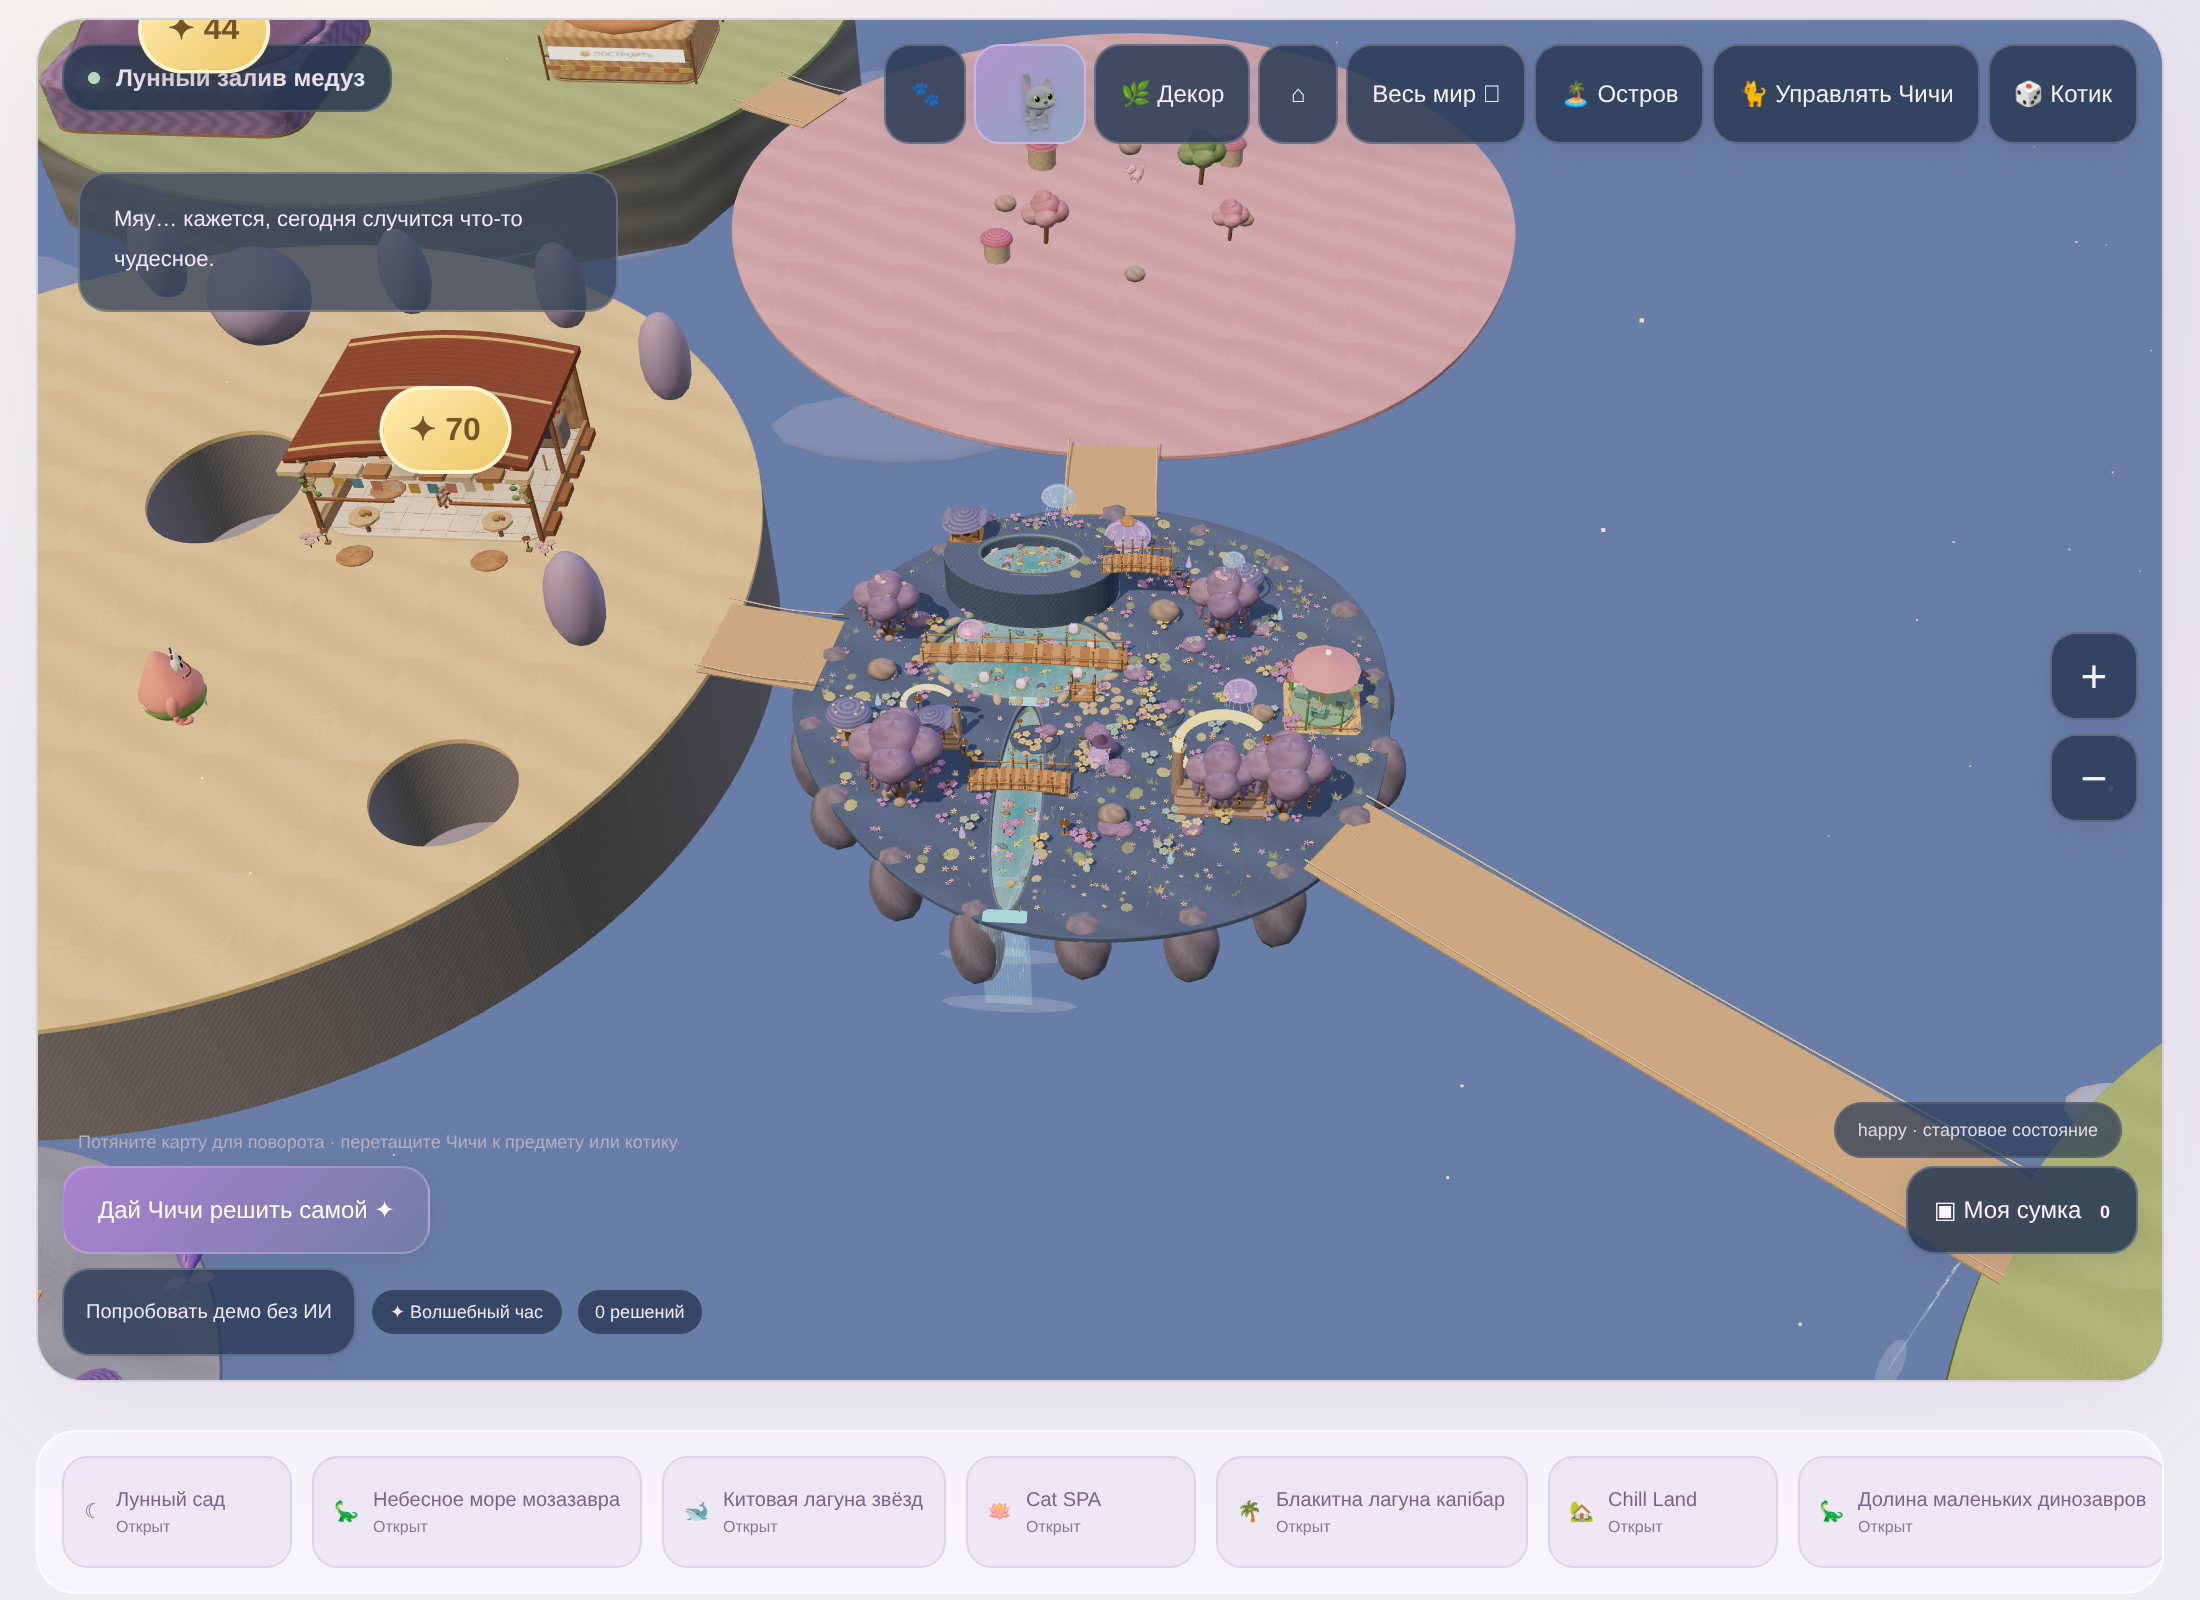 ✦ 44
ПОСТРОИТЬ
Лунный залив медуз
Декор
Весь мир
Остров
Управлять Чичи
Котик
Мяу… кажется, сегодня случится что-то
чудесное.
✦ 70
+
−
Потяните карту для поворота · перетащите Чичи к предмету или котику
happy · стартовое состояние
Дай Чичи решить самой ✦
Моя сумка 0
Попробовать демо без ИИ
✦ Волшебный час
0 решений
Лунный сад
Открыт
Небесное море мозазавра
Открыт
Китовая лагуна звёзд
Открыт
Cat SPA
Открыт
Блакитна лагуна капібар
Открыт
Chill Land
Открыт
Долина маленьких динозавров
Открыт